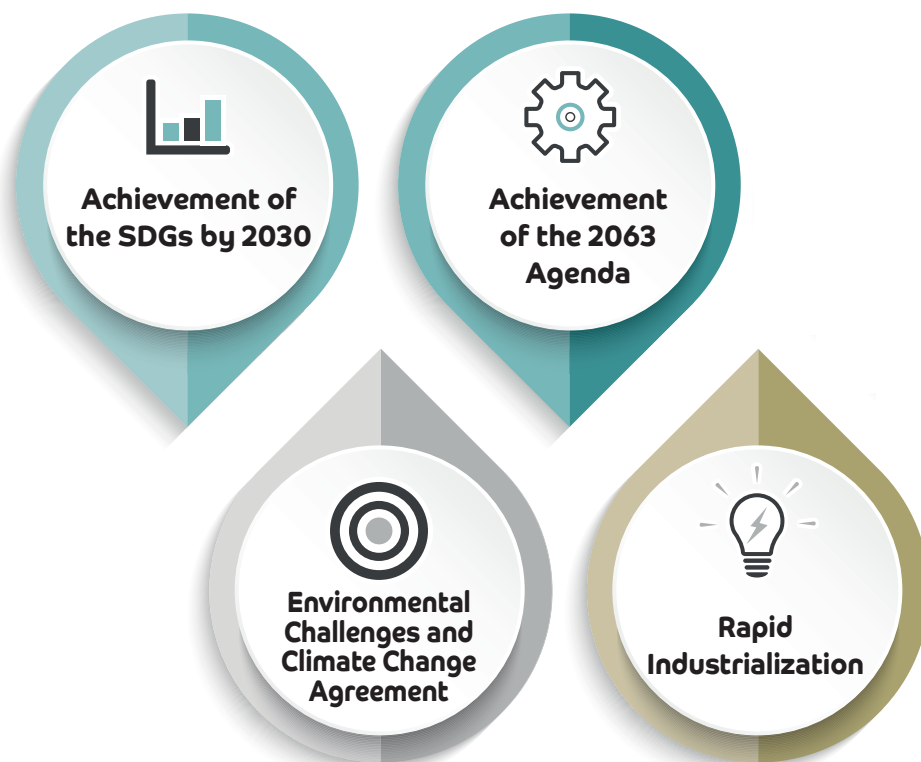 Achievement of
the SDGs by 2030
Achievement
of the 2063
Agenda
Environmental
Challenges and
Climate Change
Agreement
Rapid
Industrialization